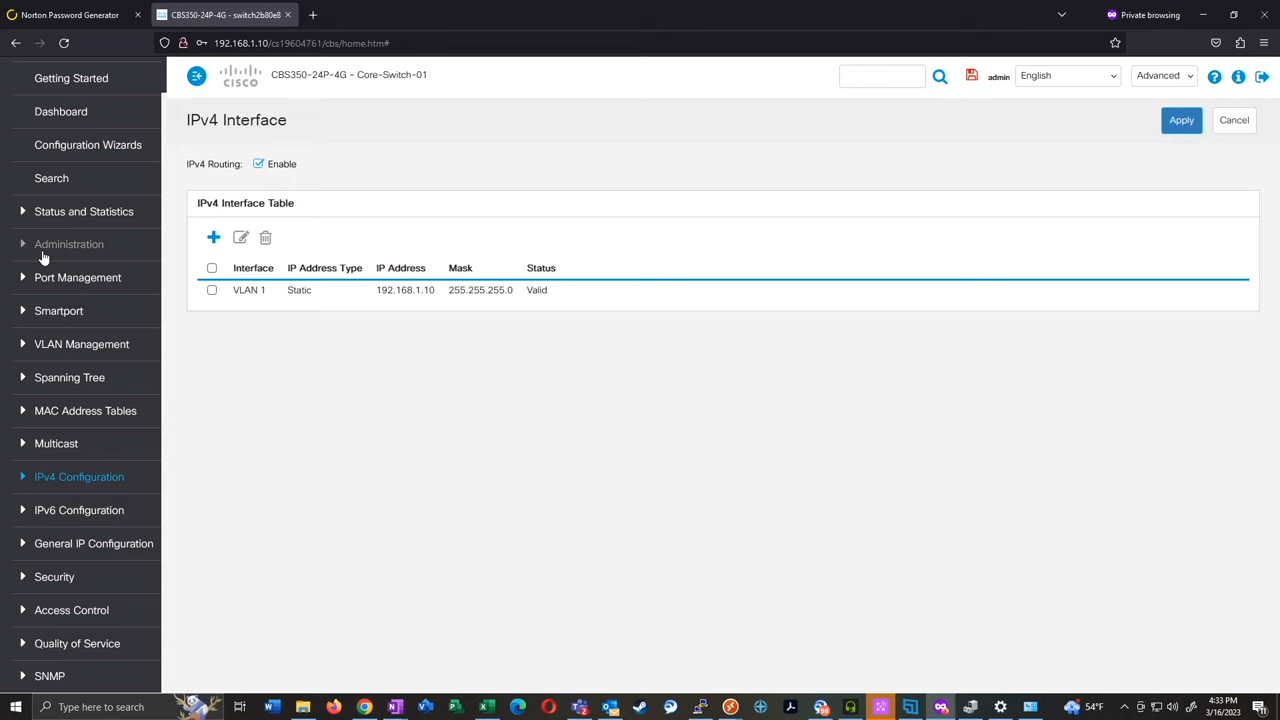 Norton Password Generator
CBS350-24P-4G - switch2b80e8
Private browsing
192.168.1.10/cs19604761/cbs/home.htm#
Getting Started
Dashboard
Configuration Wizards
Search
Status and Statistics
Administration
Port Management
Smartport
VLAN Management
Spanning Tree
MAC Address Tables
Multicast
IPv4 Configuration
IPv6 Configuration
General IP Configuration
Security
Access Control
Quality of Service
SNMP
CISCO
CBS350-24P-4G - Core-Switch-01
admin
English
Advanced
IPv4 Interface
Apply
Cancel
IPv4 Routing: Enable
IPv4 Interface Table
Interface IP Address Type IP Address Mask Status
VLAN 1 Static 192.168.1.10 255.255.255.0 Valid
Type here to search
54°F
4:33 PM
3/16/2023